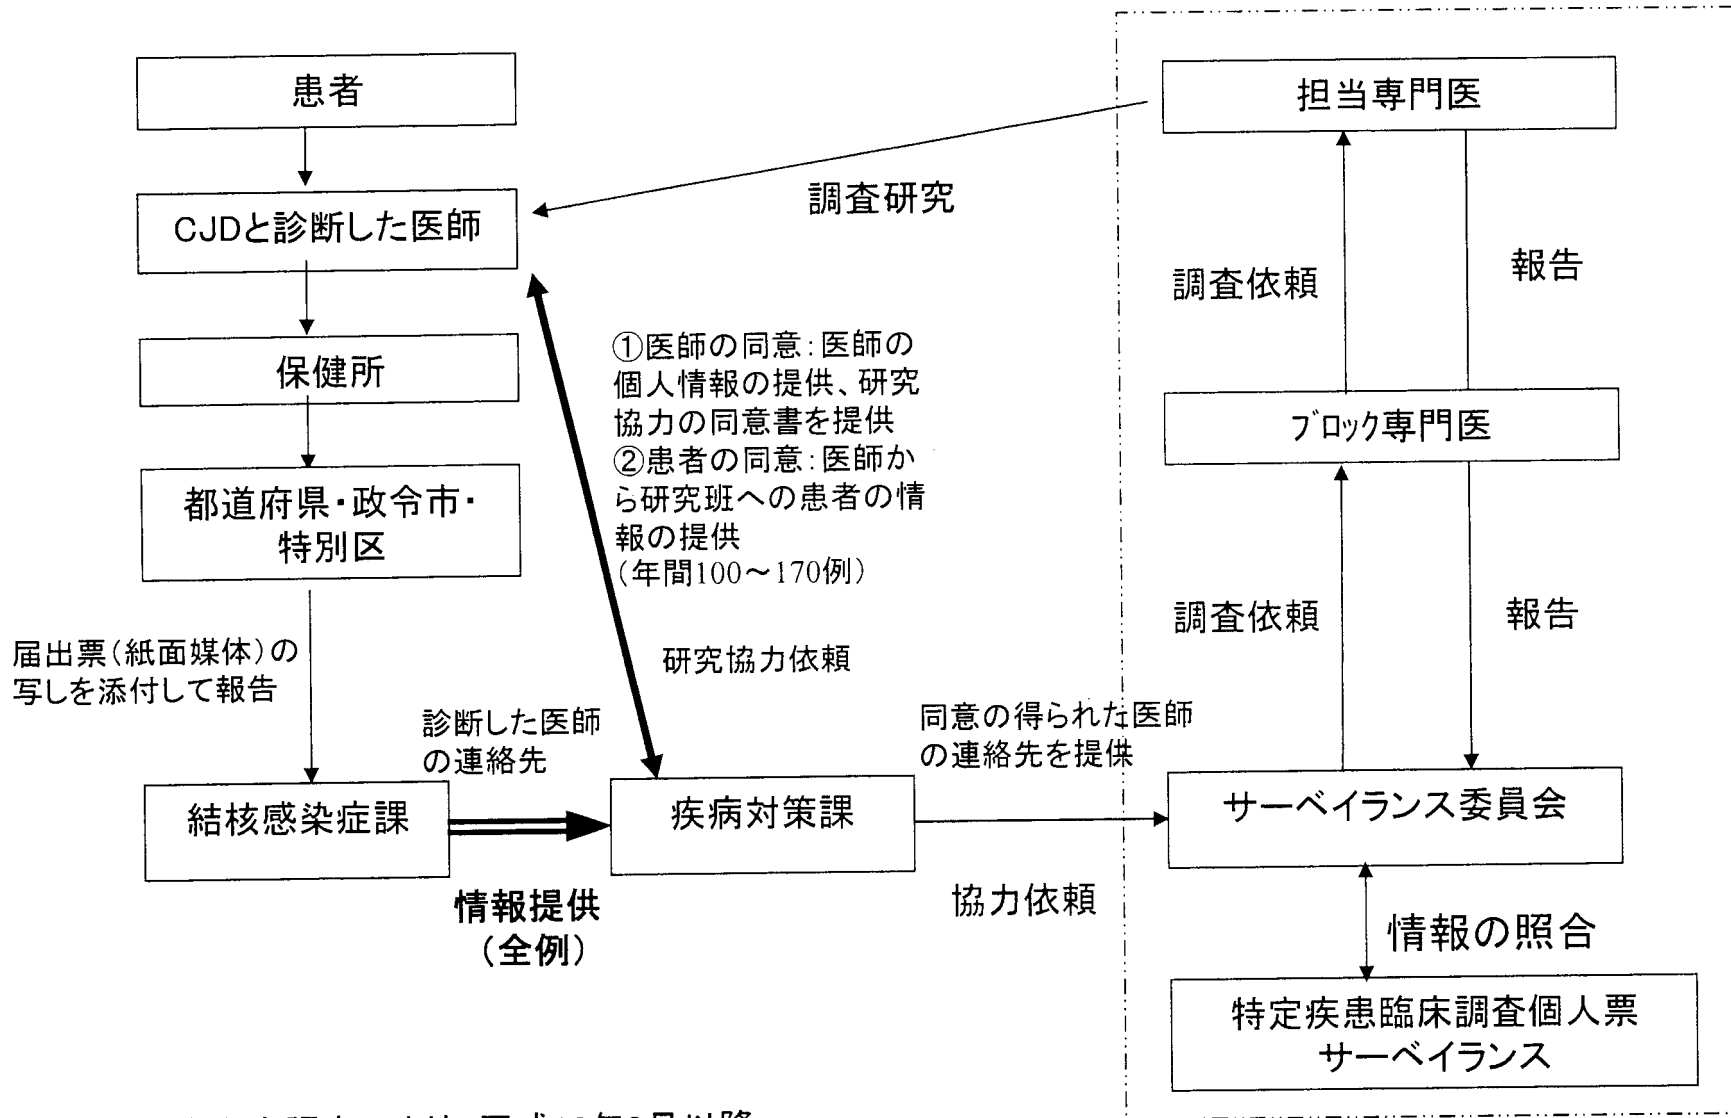 患者
CJDと診断した医師
保健所
都道府県・政令市・
特別区
届出票(紙面媒体)の
写しを添付して報告
結核感染症課
診断した医師
の連絡先
情報提供
(全例)
調査研究
①医師の同意:医師の
個人情報の提供、研究
協力の同意書を提供
②患者の同意:医師か
ら研究班への患者の情
報の提供
(年間100～170例)
研究協力依頼
疾病対策課
同意の得られた医師
の連絡先を提供
協力依頼
担当専門医
調査依頼
報告
ブロック専門医
調査依頼
報告
サーベイランス委員会
情報の照合
特定疾患臨床調査個人票
サーベイランス